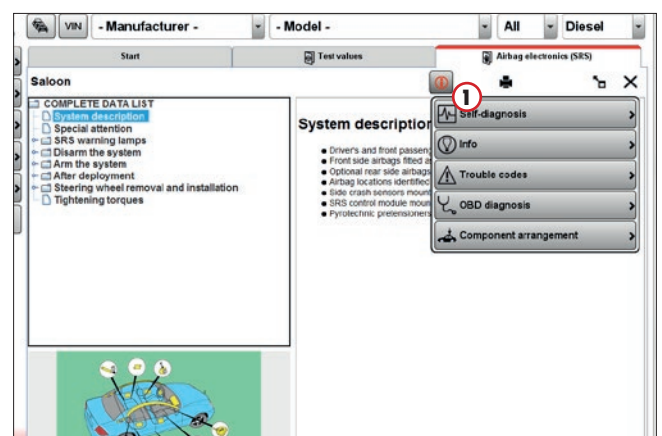 VIN - Manufacturer - - Model - All Diesel
Start Test values Airbag electronics (SRS)
Saloon
1
COMPLETE DATA LIST
System description
Special attention
SRS warning lamps
Disarm the system
Arm the system
After deployment
Steering wheel removal and installation
Tightening torques
System description
Driver's and front passeng
Front side airbags fitted a
Optional rear side airbags
Airbag locations identified
Side crash sensors mount
SRS control module moun
Pyrotechnic pretensioners
Self-diagnosis
Info
Trouble codes
OBD diagnosis
Component arrangement